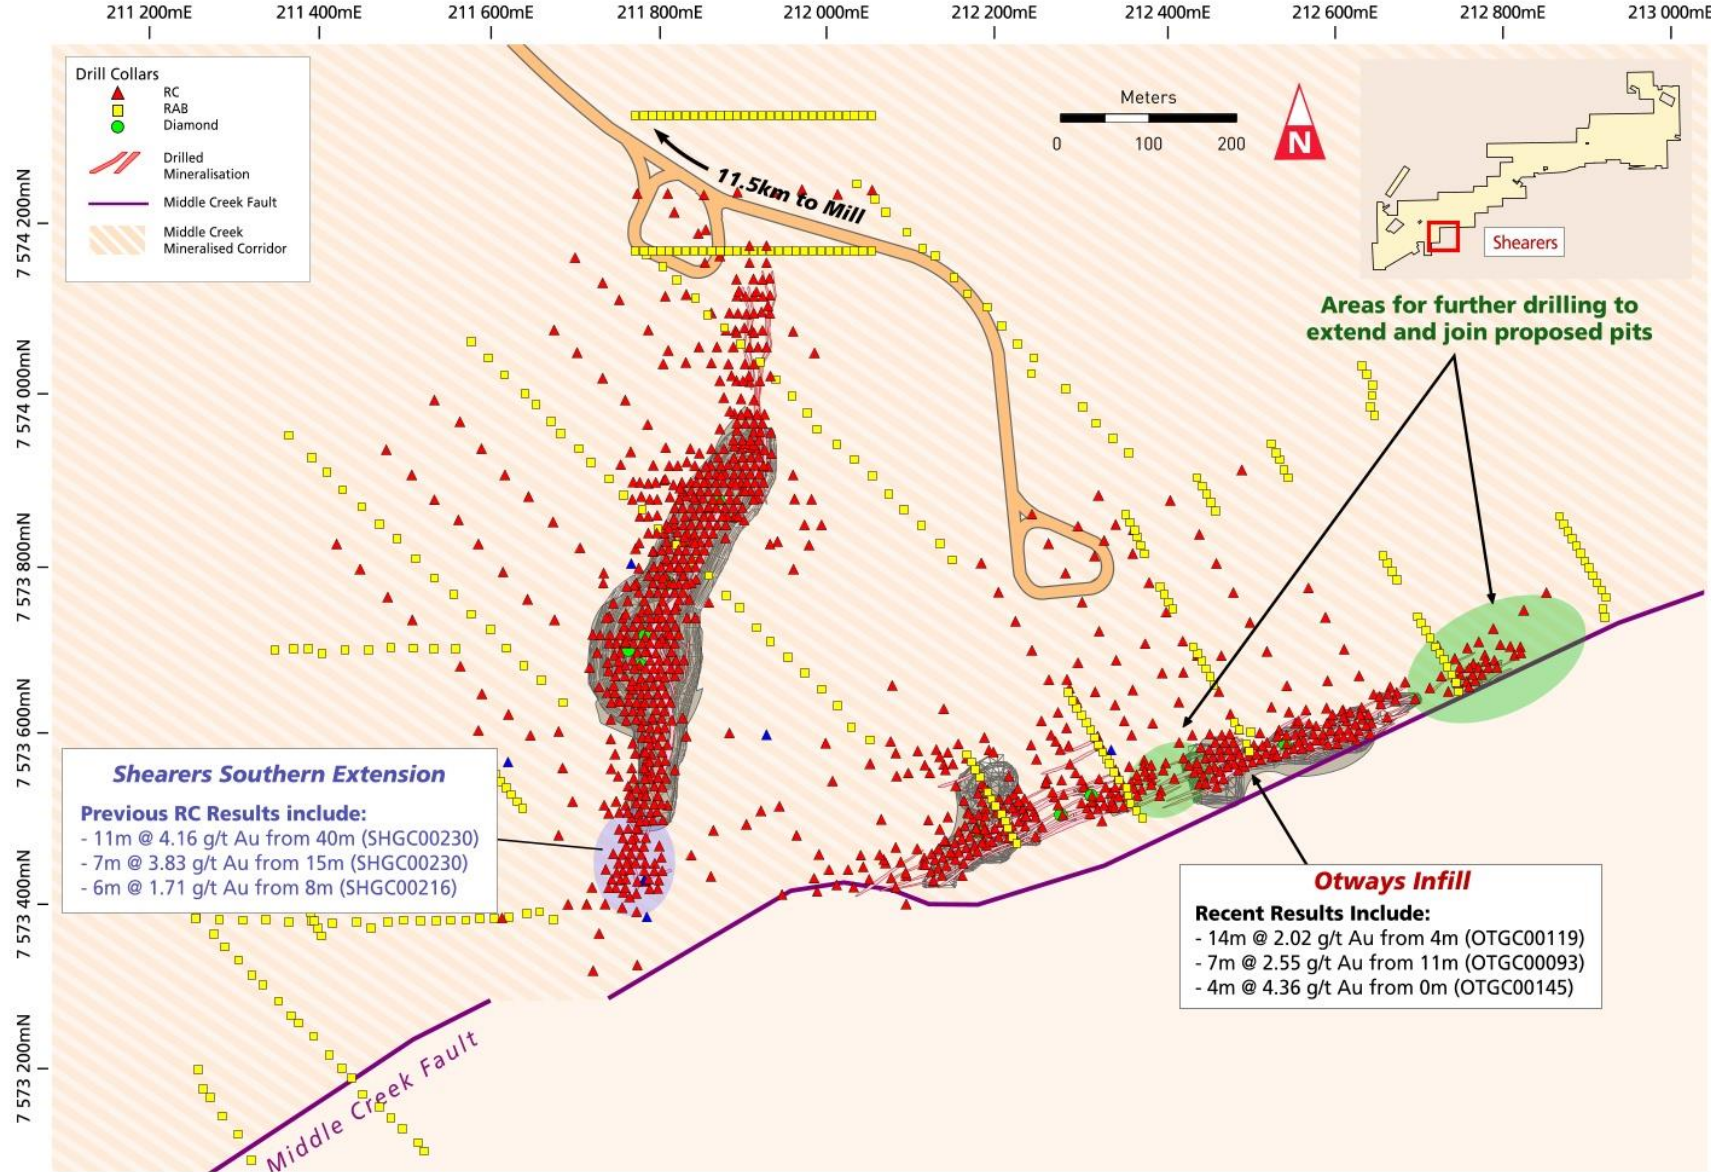 211 200mE 211 400mE 211 600mE 211 800mE 212 000mE 212 200mE 212 400mE 212 600mE 212 800mE 213 000mE
Drill Collars
RC
RAB
Diamond
Drilled
Mineralisation
Middle Creek Fault
Middle Creek
Mineralised Corridor
7 574 200mN
7 574 000mN
7 573 800mN
7 573 600mN
7 573 400mN
7 573 200mN
11.5km to Mill
Meters
0 100 200
N
Shearers
Areas for further drilling to
extend and join proposed pits
Shearers Southern Extension
Previous RC Results include:
- 11m @ 4.16 g/t Au from 40m (SHGC00230)
- 7m @ 3.83 g/t Au from 15m (SHGC00230)
- 6m @ 1.71 g/t Au from 8m (SHGC00216)
Otways Infill
Recent Results Include:
- 14m @ 2.02 g/t Au from 4m (OTGC00119)
- 7m @ 2.55 g/t Au from 11m (OTGC00093)
- 4m @ 4.36 g/t Au from 0m (OTGC00145)
Middle Creek Fault